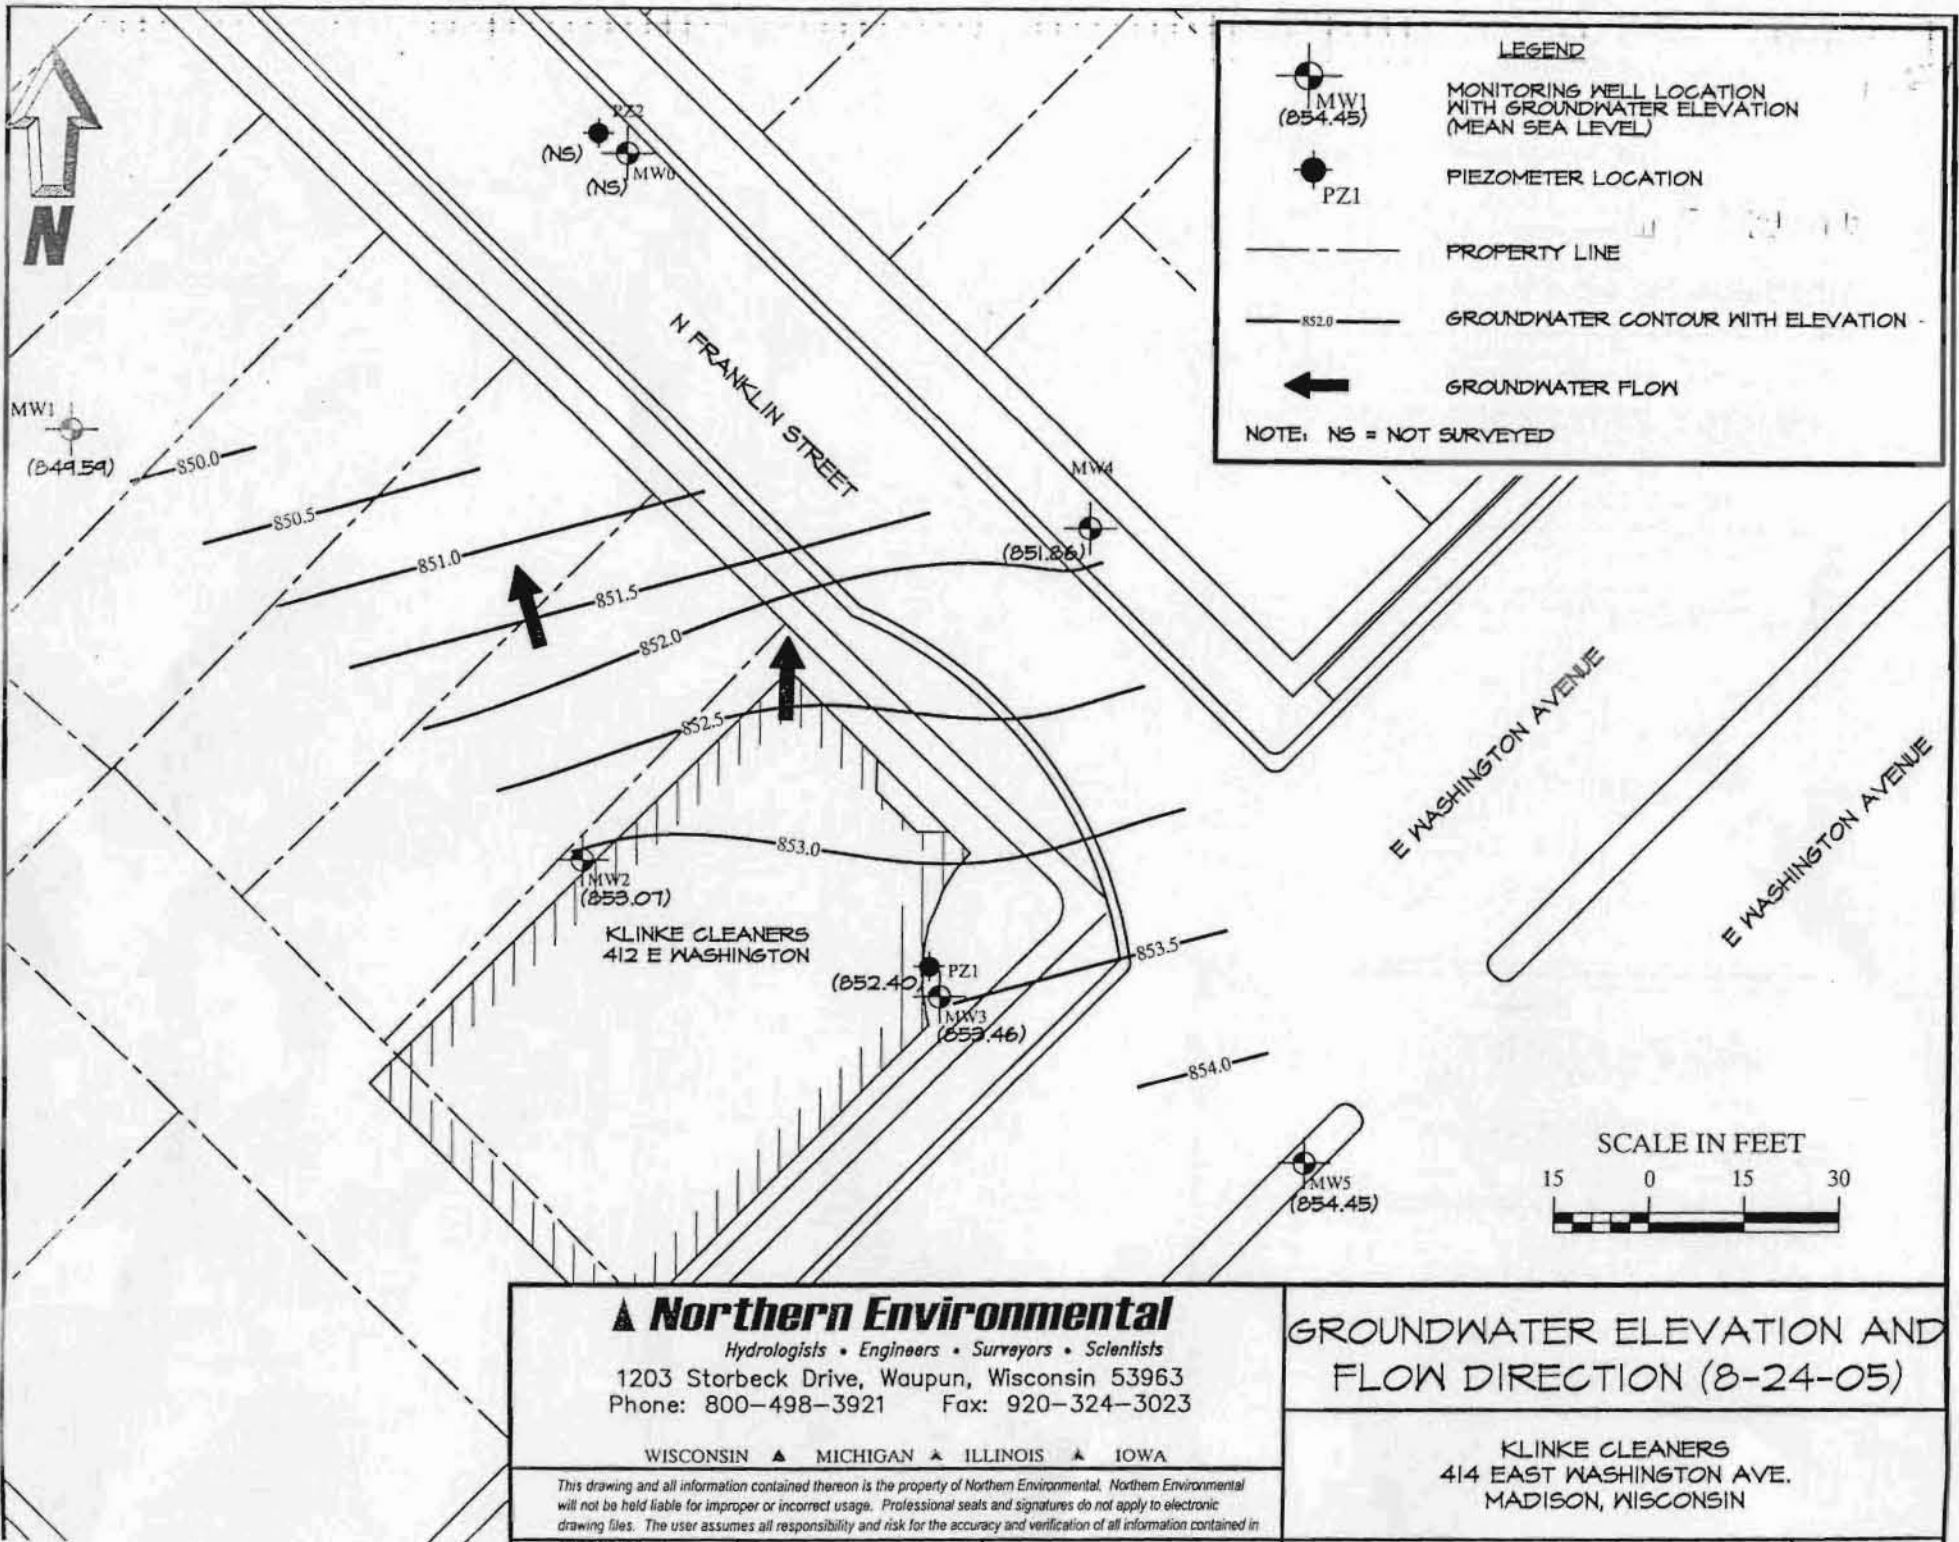 LEGEND
MW1
(854.45)
MONITORING WELL LOCATION
WITH GROUNDWATER ELEVATION
(MEAN SEA LEVEL)
PZ1
PIEZOMETER LOCATION
PROPERTY LINE
852.0
GROUNDWATER CONTOUR WITH ELEVATION
GROUNDWATER FLOW
NOTE: NS = NOT SURVEYED
N
PZ2
(NS)
MW6
(NS)
N FRANKLIN STREET
MW1
(849.59)
850.0
850.5
851.0
851.5
852.0
852.5
853.0
853.5
854.0
MW4
(851.86)
E WASHINGTON AVENUE
E WASHINGTON AVENUE
MW2
(853.07)
KLINKE CLEANERS
412 E WASHINGTON
(852.40)
PZ1
MW3
(853.46)
MW5
(854.45)
SCALE IN FEET
15 0 15 30
Northern Environmental
Hydrologists • Engineers • Surveyors • Scientists
1203 Storbeck Drive, Waupun, Wisconsin 53963
Phone: 800-498-3921 Fax: 920-324-3023
WISCONSIN ▲ MICHIGAN ▲ ILLINOIS ▲ IOWA
This drawing and all information contained thereon is the property of Northern Environmental. Northern Environmental
will not be held liable for improper or incorrect usage. Professional seals and signatures do not apply to electronic
drawing files. The user assumes all responsibility and risk for the accuracy and verification of all information contained in
GROUNDWATER ELEVATION AND
FLOW DIRECTION (8-24-05)
KLINKE CLEANERS
414 EAST WASHINGTON AVE.
MADISON, WISCONSIN